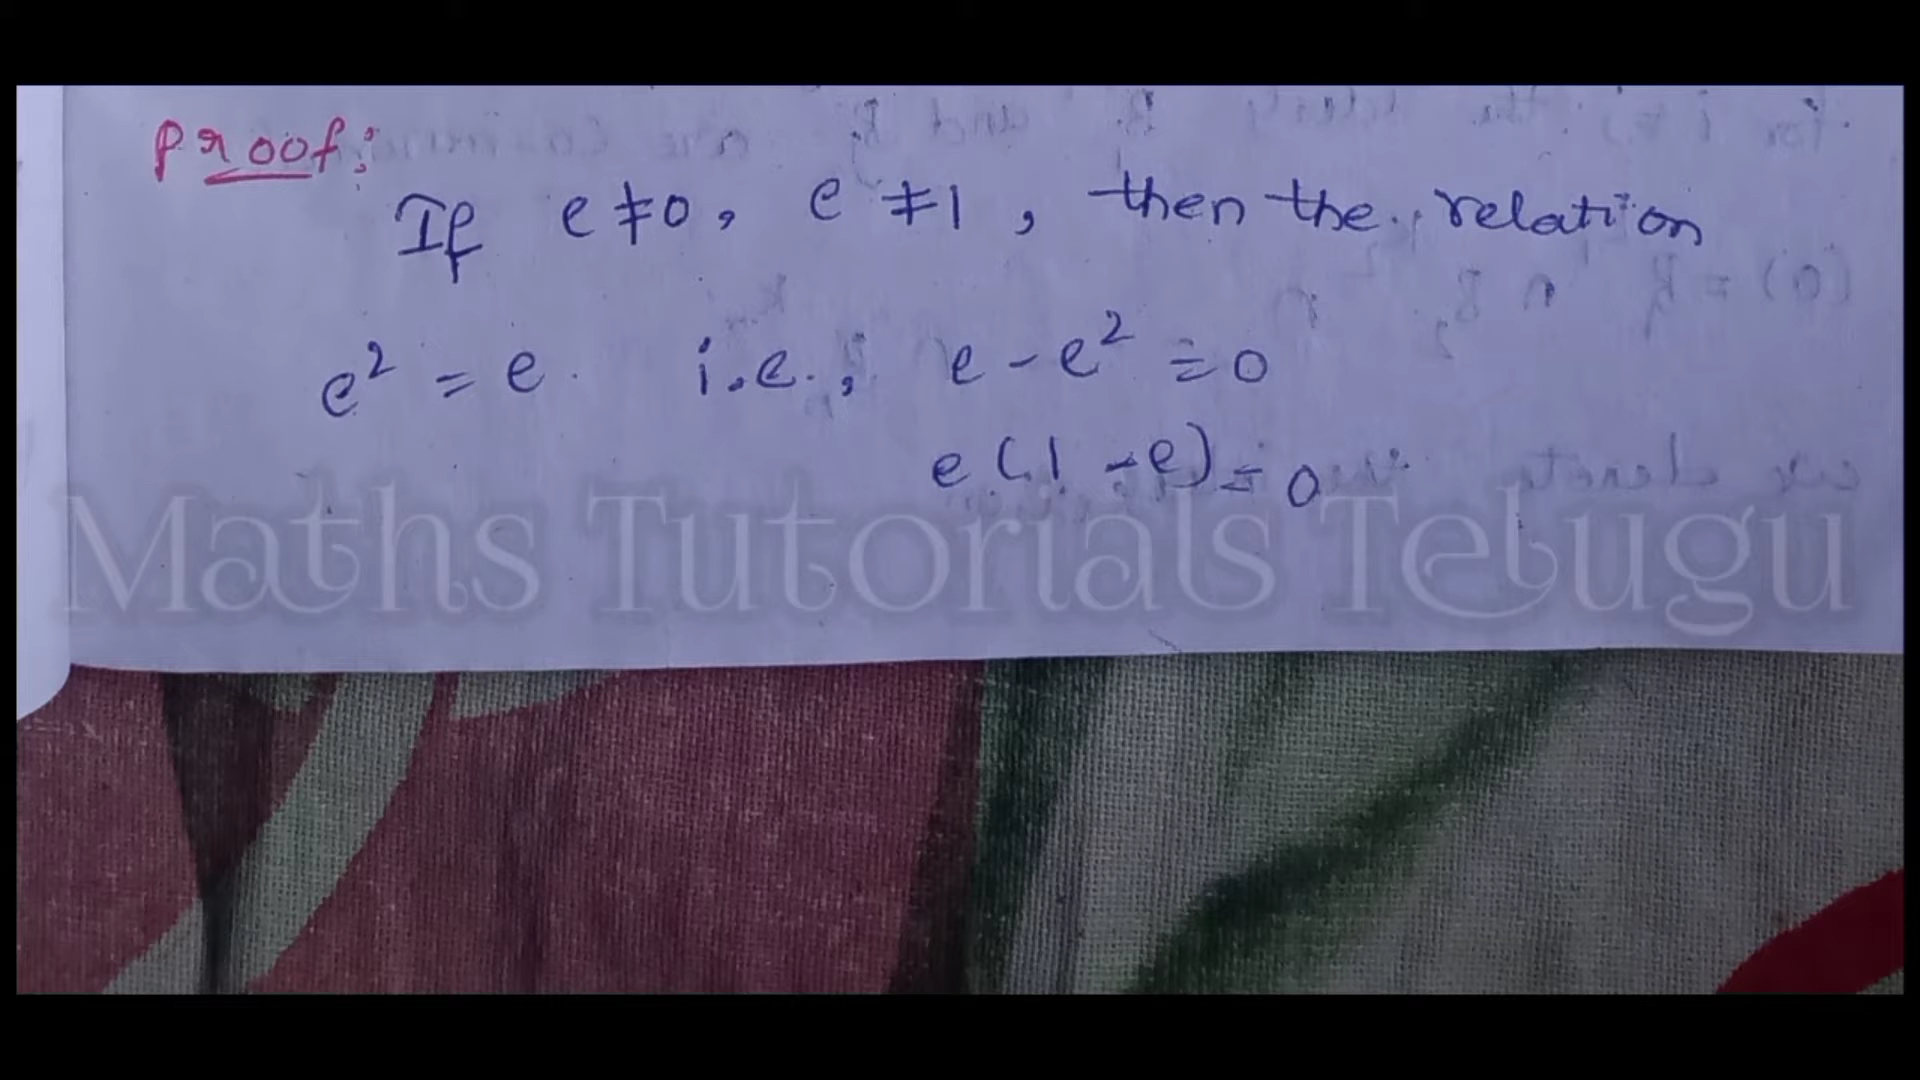 Proof:
If e ≠ 0, e ≠ 1, then the relation
e² = e. i.e., e - e² = 0
e(1 - e) = 0
Maths Tutorials Telugu